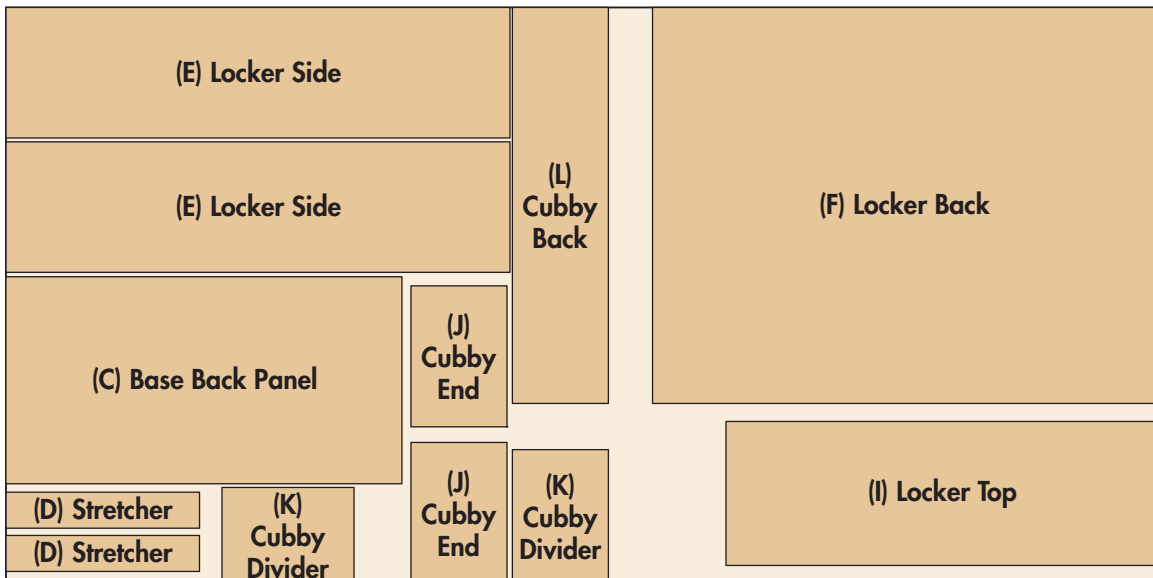 (E) Locker Side
(E) Locker Side
(L)
Cubby
Back
(F) Locker Back
(C) Base Back Panel
(J)
Cubby
End
(D) Stretcher
(D) Stretcher
(K)
Cubby
Divider
(J)
Cubby
End
(K)
Cubby
Divider
(I) Locker Top